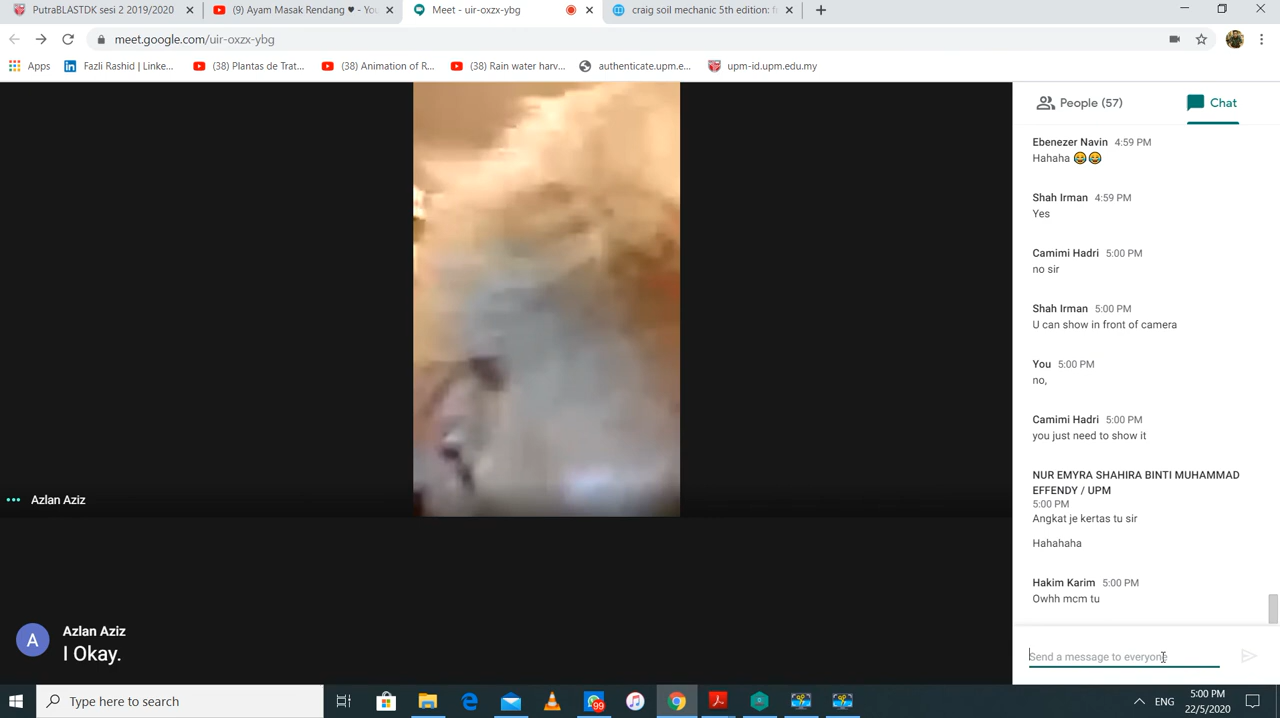 PutraBLASTDK sesi 2 2019/2020
(9) Ayam Masak Rendang ♥ - You
Meet - uir-oxzx-ybg
craig soil mechanic 5th edition: f
meet.google.com/uir-oxzx-ybg
Apps
Fazli Rashid | Linke...
(38) Plantas de Trat...
(38) Animation of R...
(38) Rain water harv...
authenticate.upm.e...
upm-id.upm.edu.my
People (57)
Chat
Ebenezer Navin 4:59 PM
Hahaha 😂😂
Shah Irman 4:59 PM
Yes
Camimi Hadri 5:00 PM
no sir
Shah Irman 5:00 PM
U can show in front of camera
You 5:00 PM
no,
Camimi Hadri 5:00 PM
you just need to show it
NUR EMYRA SHAHIRA BINTI MUHAMMAD
EFFENDY / UPM
5:00 PM
Angkat je kertas tu sir
Hahahaha
Hakim Karim 5:00 PM
Owhh mcm tu
Send a message to everyone
Azlan Aziz
A
Azlan Aziz
I Okay.
Type here to search
99
ENG
5:00 PM
22/5/2020